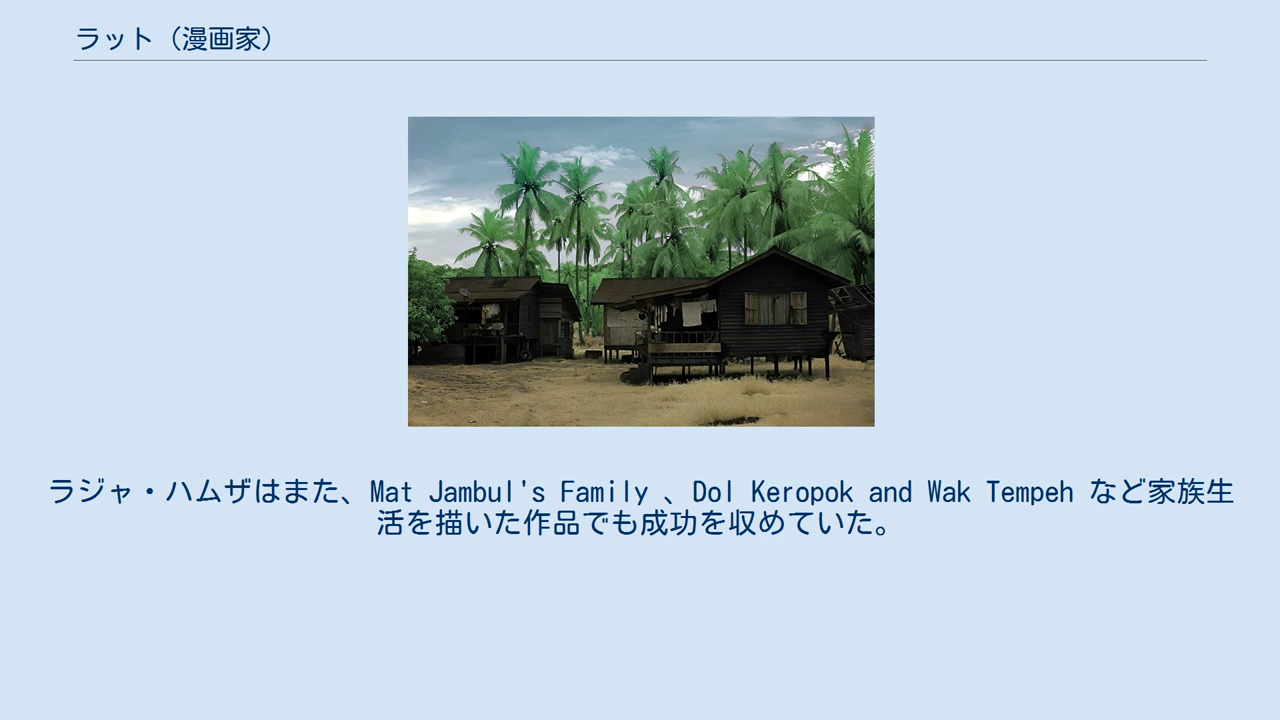 ラット（漫画家）
ラジャ・ハムザはまた、Mat Jambul's Family 、Dol Keropok and Wak Tempeh など家族生
活を描いた作品でも成功を収めていた。